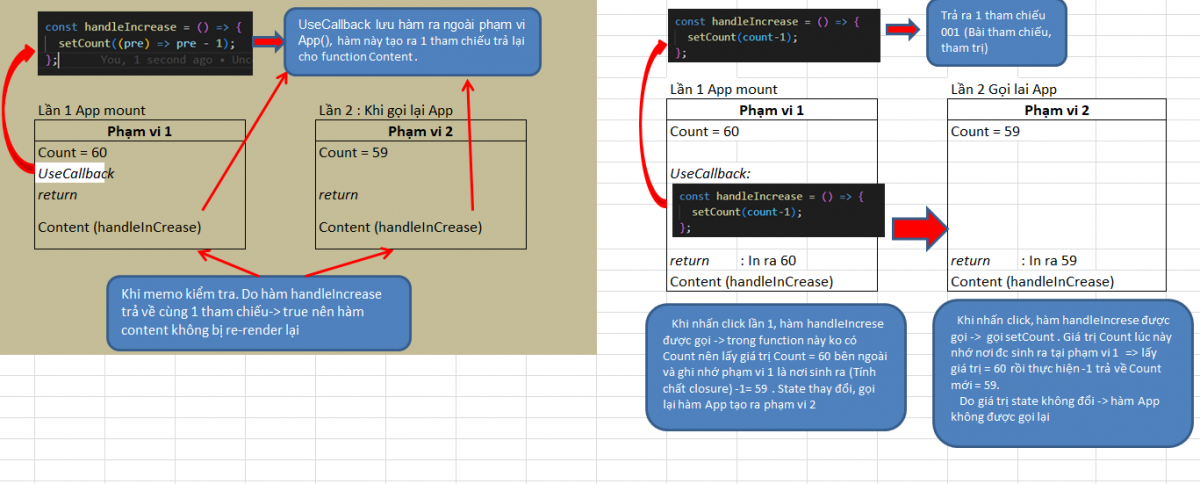 const handleIncrease = () => {
setCount((pre) => pre - 1);
};
You, 1 second ago • Unc
UseCallback lưu hàm ra ngoài phạm vi
App(), hàm này tạo ra 1 tham chiếu trả lại
cho function Content .
Lần 1 App mount
Phạm vi 1
Count = 60
UseCallback
return
Content (handleInCrease)
Lần 2 : Khi gọi lại App
Phạm vi 2
Count = 59
return
Content (handleInCrease)
Khi memo kiểm tra. Do hàm handleIncrease
trả về cùng 1 tham chiếu-> true nên hàm
content không bị re-render lại
const handleIncrease = () => {
setCount(count-1);
};
Trả ra 1 tham chiếu
001 (Bài tham chiếu,
tham trị)
Lần 1 App mount
Phạm vi 1
Count = 60
UseCallback:
const handleIncrease = () => {
setCount(count-1);
};
return : In ra 60
Content (handleInCrease)
Lần 2 Gọi lai App
Phạm vi 2
Count = 59
return : In ra 59
Content (handleInCrease)
Khi nhấn click lần 1, hàm handleIncrese
được gọi -> trong function này ko có
Count nên lấy giá trị Count = 60 bên ngoài
và ghi nhớ phạm vi 1 là nơi sinh ra (Tính
chất closure) -1= 59 . State thay đổi, gọi
lại hàm App tạo ra phạm vi 2
Khi nhấn click, hàm handleIncrese được
gọi -> gọi setCount . Giá trị Count lúc này
nhớ nơi đc sinh ra tại phạm vi 1 => lấy
giá trị = 60 rồi thực hiện -1 trả về Count
mới = 59.
Do giá trị state không đổi -> hàm App
không được gọi lại